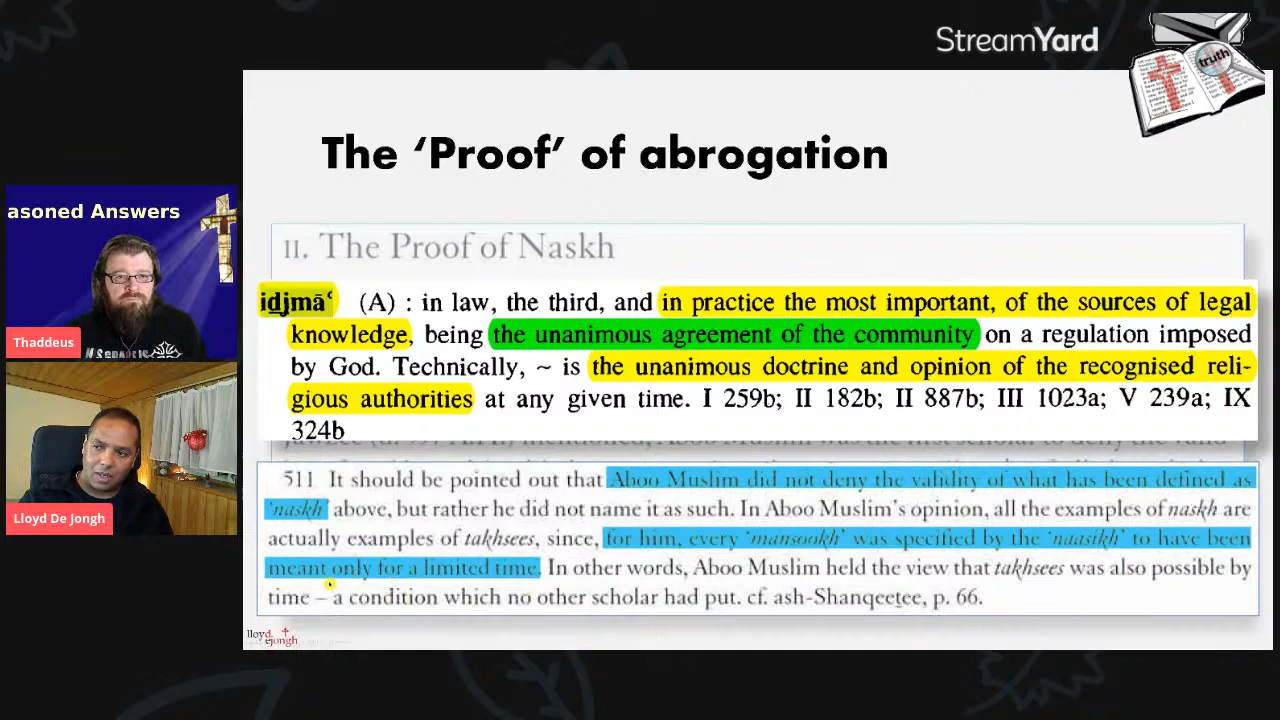 StreamYard
truth
The ‘Proof’ of abrogation
asoned Answers
II. The Proof of Naskh
idjmāʿ (A) : in law, the third, and in practice the most important, of the sources of legal
knowledge, being the unanimous agreement of the community on a regulation imposed
by God. Technically, ~ is the unanimous doctrine and opinion of the recognised reli-
gious authorities at any given time. I 259b; II 182b; II 887b; III 1023a; V 239a; IX
324b
Thaddeus
511 It should be pointed out that Aboo Muslim did not deny the validity of what has been defined as
‘naskh’ above, but rather he did not name it as such. In Aboo Muslim’s opinion, all the examples of naskh are
actually examples of takhsees, since, for him, every ‘mansookh’ was specified by the ‘naasikh’ to have been
meant only for a limited time. In other words, Aboo Muslim held the view that takhsees was also possible by
time – a condition which no other scholar had put. cf. ash-Shanqeeṭee, p. 66.
Lloyd De Jongh
lloyd
ejongh